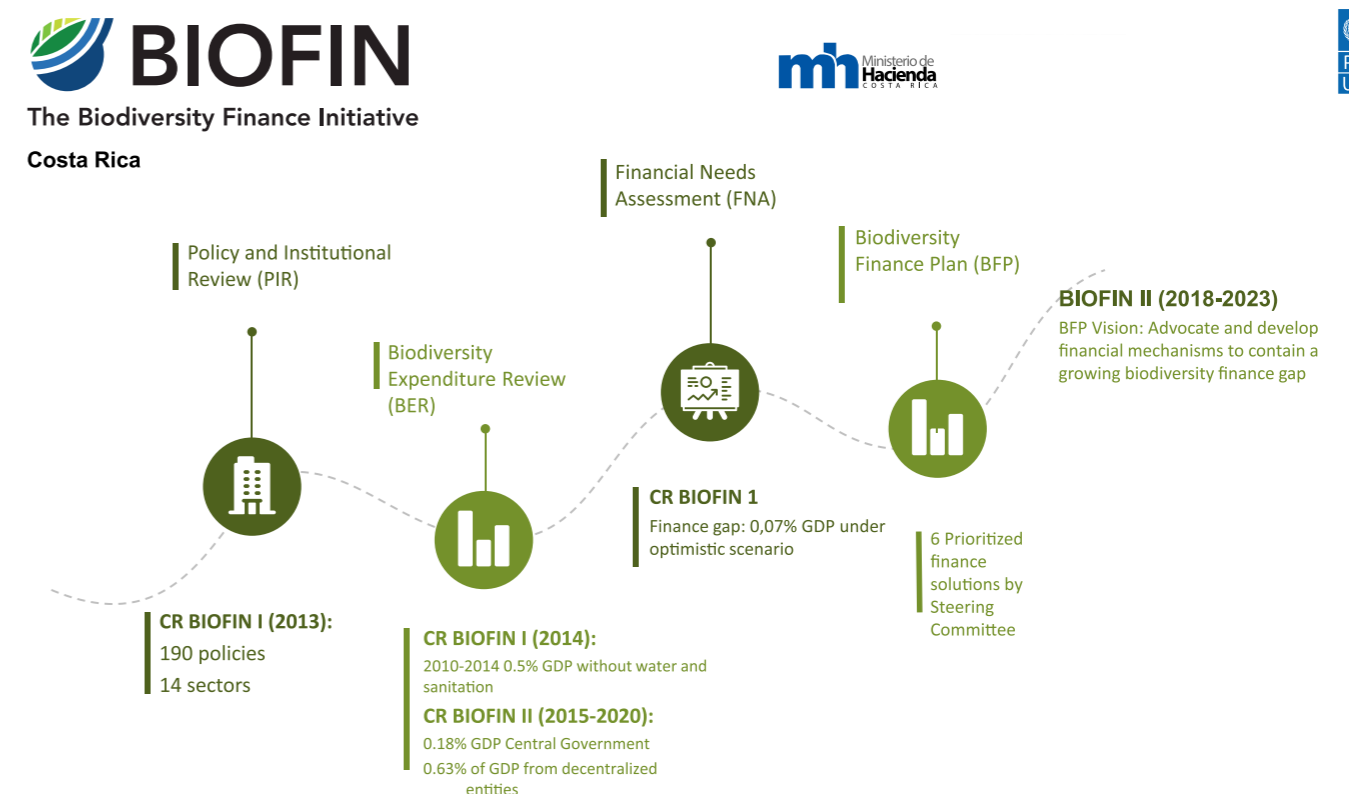 BIOFIN
The Biodiversity Finance Initiative
Costa Rica
mh Ministerio de
Hacienda
COSTA RICA
Policy and Institutional
Review (PIR)
CR BIOFIN I (2013):
190 policies
14 sectors
Biodiversity
Expenditure Review
(BER)
CR BIOFIN I (2014):
2010-2014 0.5% GDP without water and
sanitation
CR BIOFIN II (2015-2020):
0.18% GDP Central Government
0.63% of GDP from decentralized
entities
Financial Needs
Assessment (FNA)
CR BIOFIN 1
Finance gap: 0,07% GDP under
optimistic scenario
Biodiversity
Finance Plan (BFP)
6 Prioritized
finance
solutions by
Steering
Committee
BIOFIN II (2018-2023)
BFP Vision: Advocate and develop
financial mechanisms to contain a
growing biodiversity finance gap